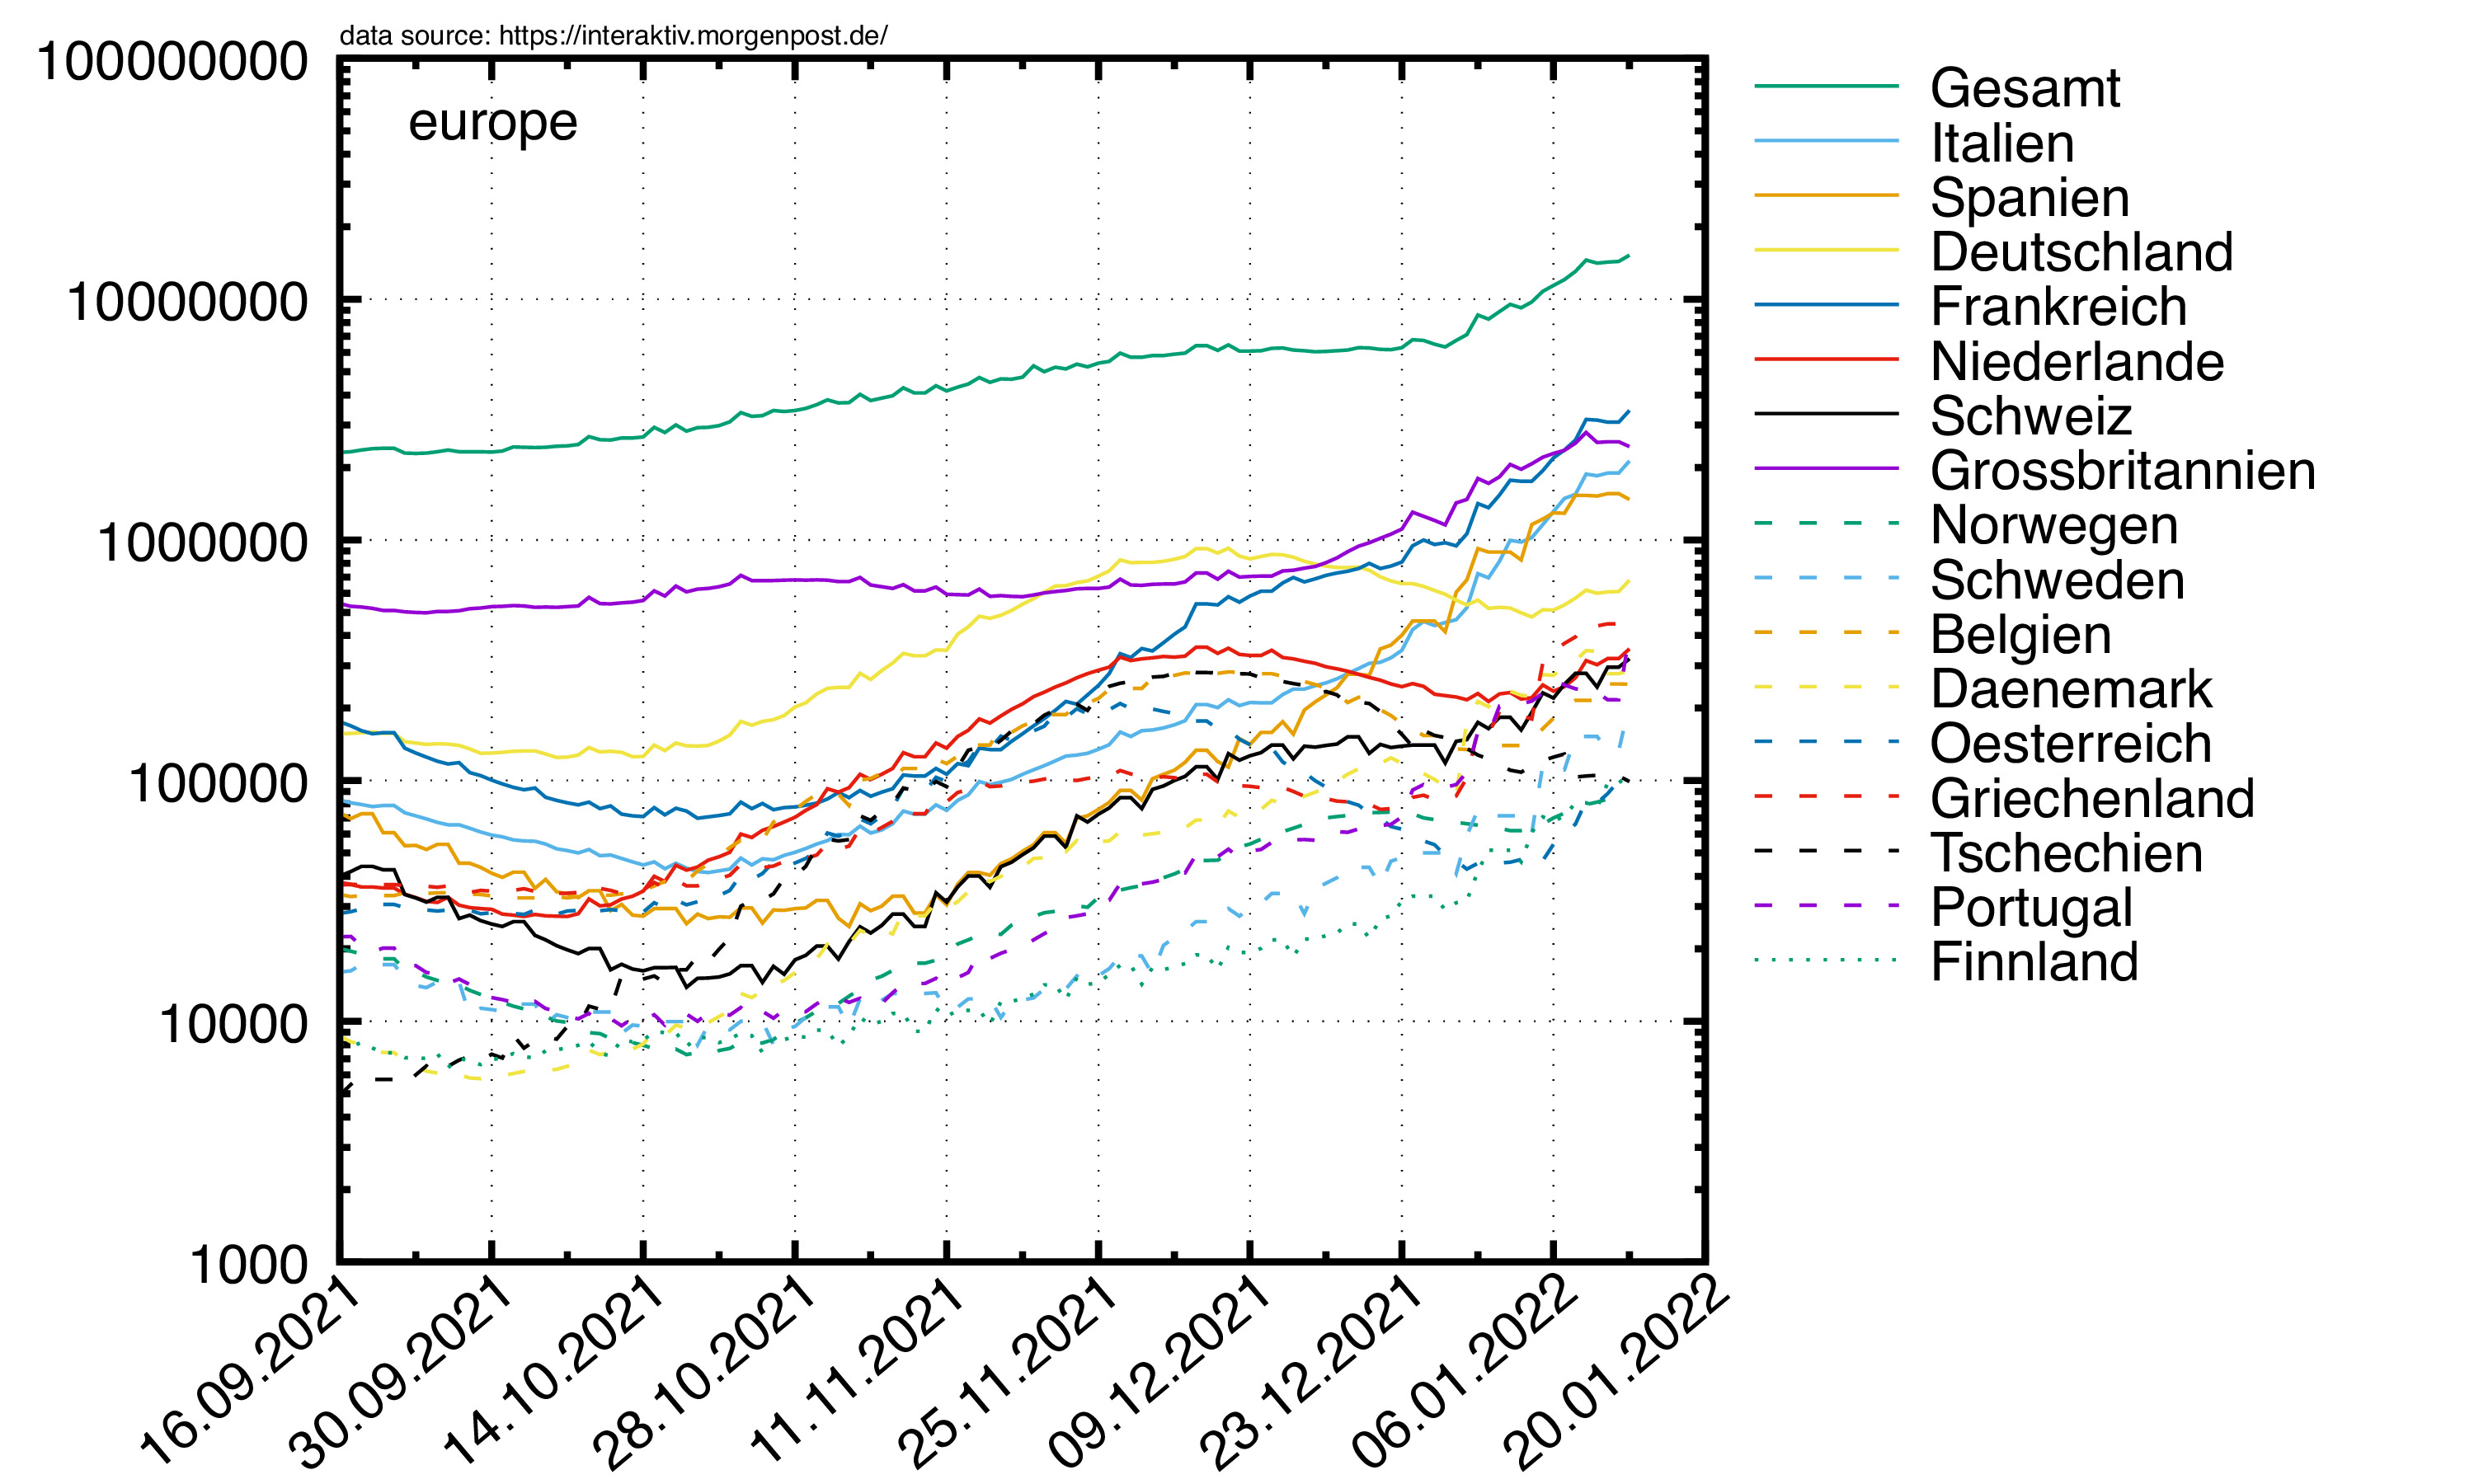 data source: https://interaktiv.morgenpost.de/
europe
100000000
10000000
1000000
100000
10000
1000
16.09.2021
30.09.2021
14.10.2021
28.10.2021
11.11.2021
25.11.2021
09.12.2021
23.12.2021
06.01.2022
20.01.2022
Gesamt
Italien
Spanien
Deutschland
Frankreich
Niederlande
Schweiz
Grossbritannien
Norwegen
Schweden
Belgien
Daenemark
Oesterreich
Griechenland
Tschechien
Portugal
Finnland